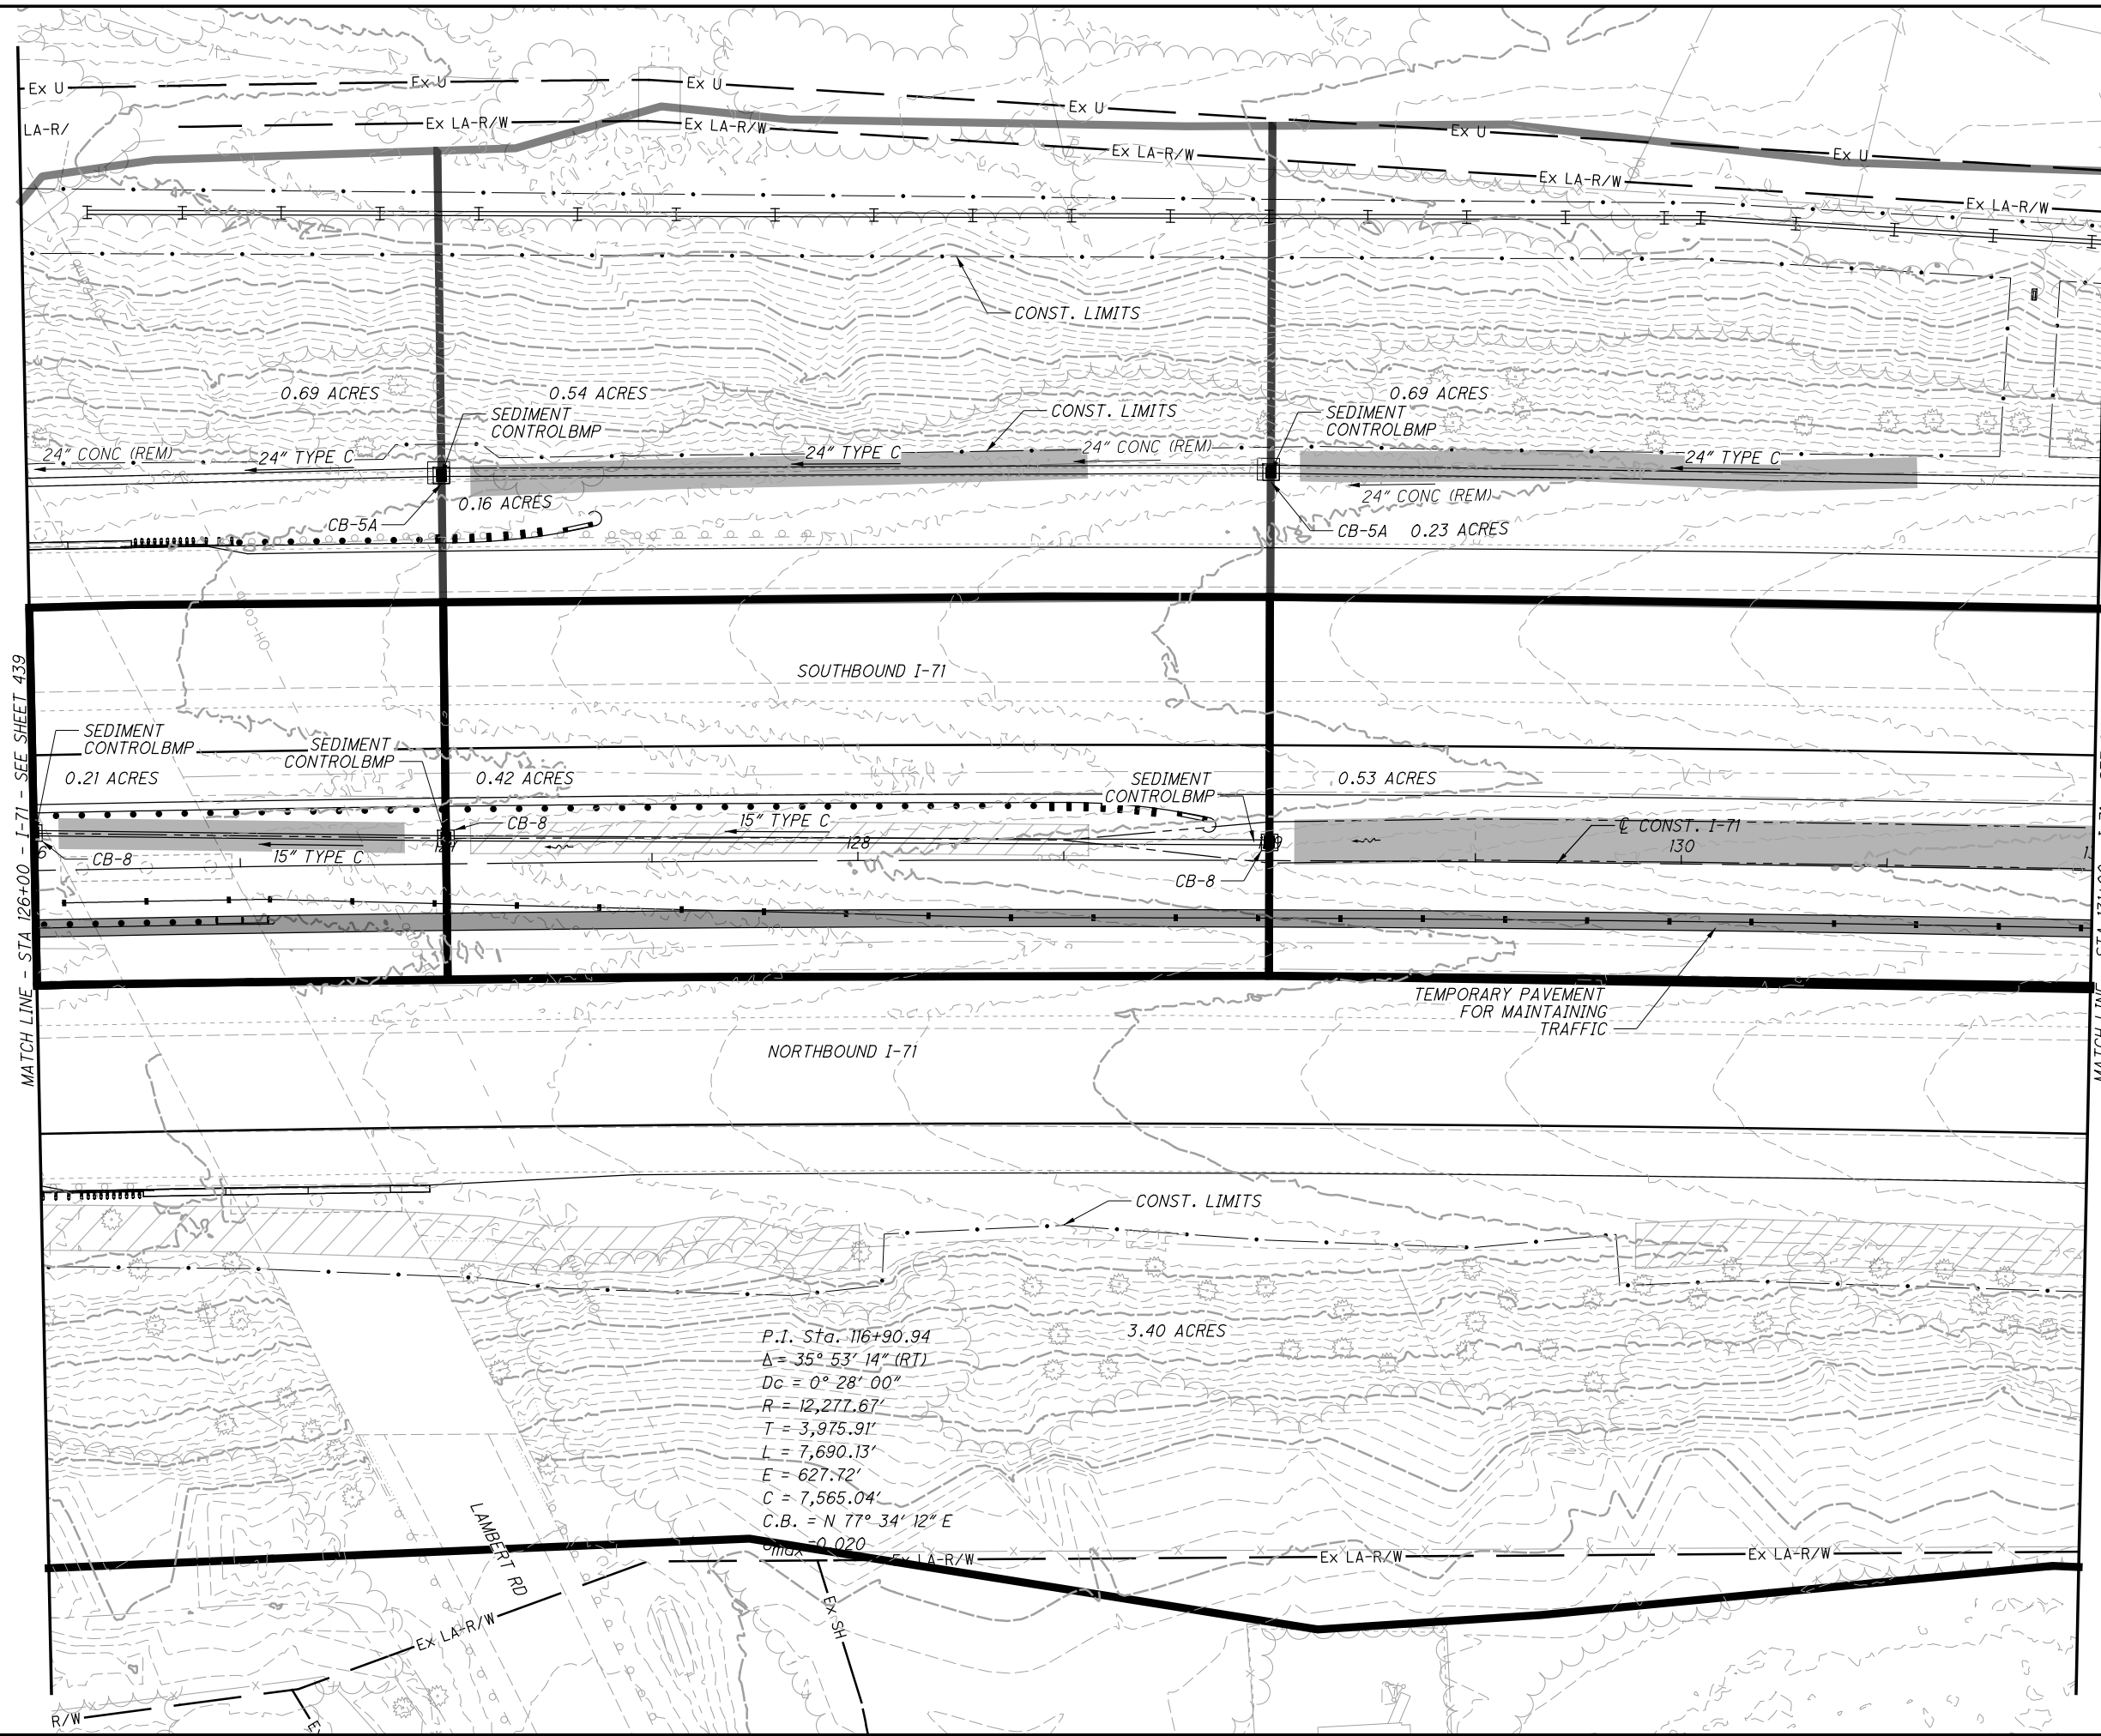 Ex U
Ex U
Ex U
Ex U
Ex U
Ex U
LA-R/
Ex LA-R/W
Ex LA-R/W
Ex LA-R/W
Ex LA-R/W
Ex LA-R/W
CONST. LIMITS
0.69 ACRES
0.54 ACRES
0.69 ACRES
SEDIMENT
CONTROLBMP
CONST. LIMITS
SEDIMENT
CONTROLBMP
24" CONC (REM)
24" TYPE C
24" TYPE C
24" CONC (REM)
24" TYPE C
24" CONC (REM)
0.16 ACRES
CB-5A
CB-5A
0.23 ACRES
OH-COAD
SOUTHBOUND I-71
MATCH LINE - STA 126+00 - I-71 - SEE SHEET 439
SEDIMENT
CONTROLBMP
SEDIMENT
CONTROLBMP
0.21 ACRES
0.42 ACRES
SEDIMENT
CONTROLBMP
0.53 ACRES
CB-8
15" TYPE C
CB-8
15" TYPE C
128
CB-8
℄ CONST. I-71
130
TEMPORARY PAVEMENT
FOR MAINTAINING
TRAFFIC
NORTHBOUND I-71
CONST. LIMITS
3.40 ACRES
P.I. Sta. 116+90.94
Δ = 35° 53' 14" (RT)
Dc = 0° 28' 00"
R = 12,277.67'
T = 3,975.91'
L = 7,690.13'
E = 627.72'
C = 7,565.04'
C.B. = N 77° 34' 12" E
emax = 0.020
LAMBERT RD
Ex LA-R/W
Ex LA-R/W
Ex LA-R/W
Ex LA-R/W
Ex SH
R/W